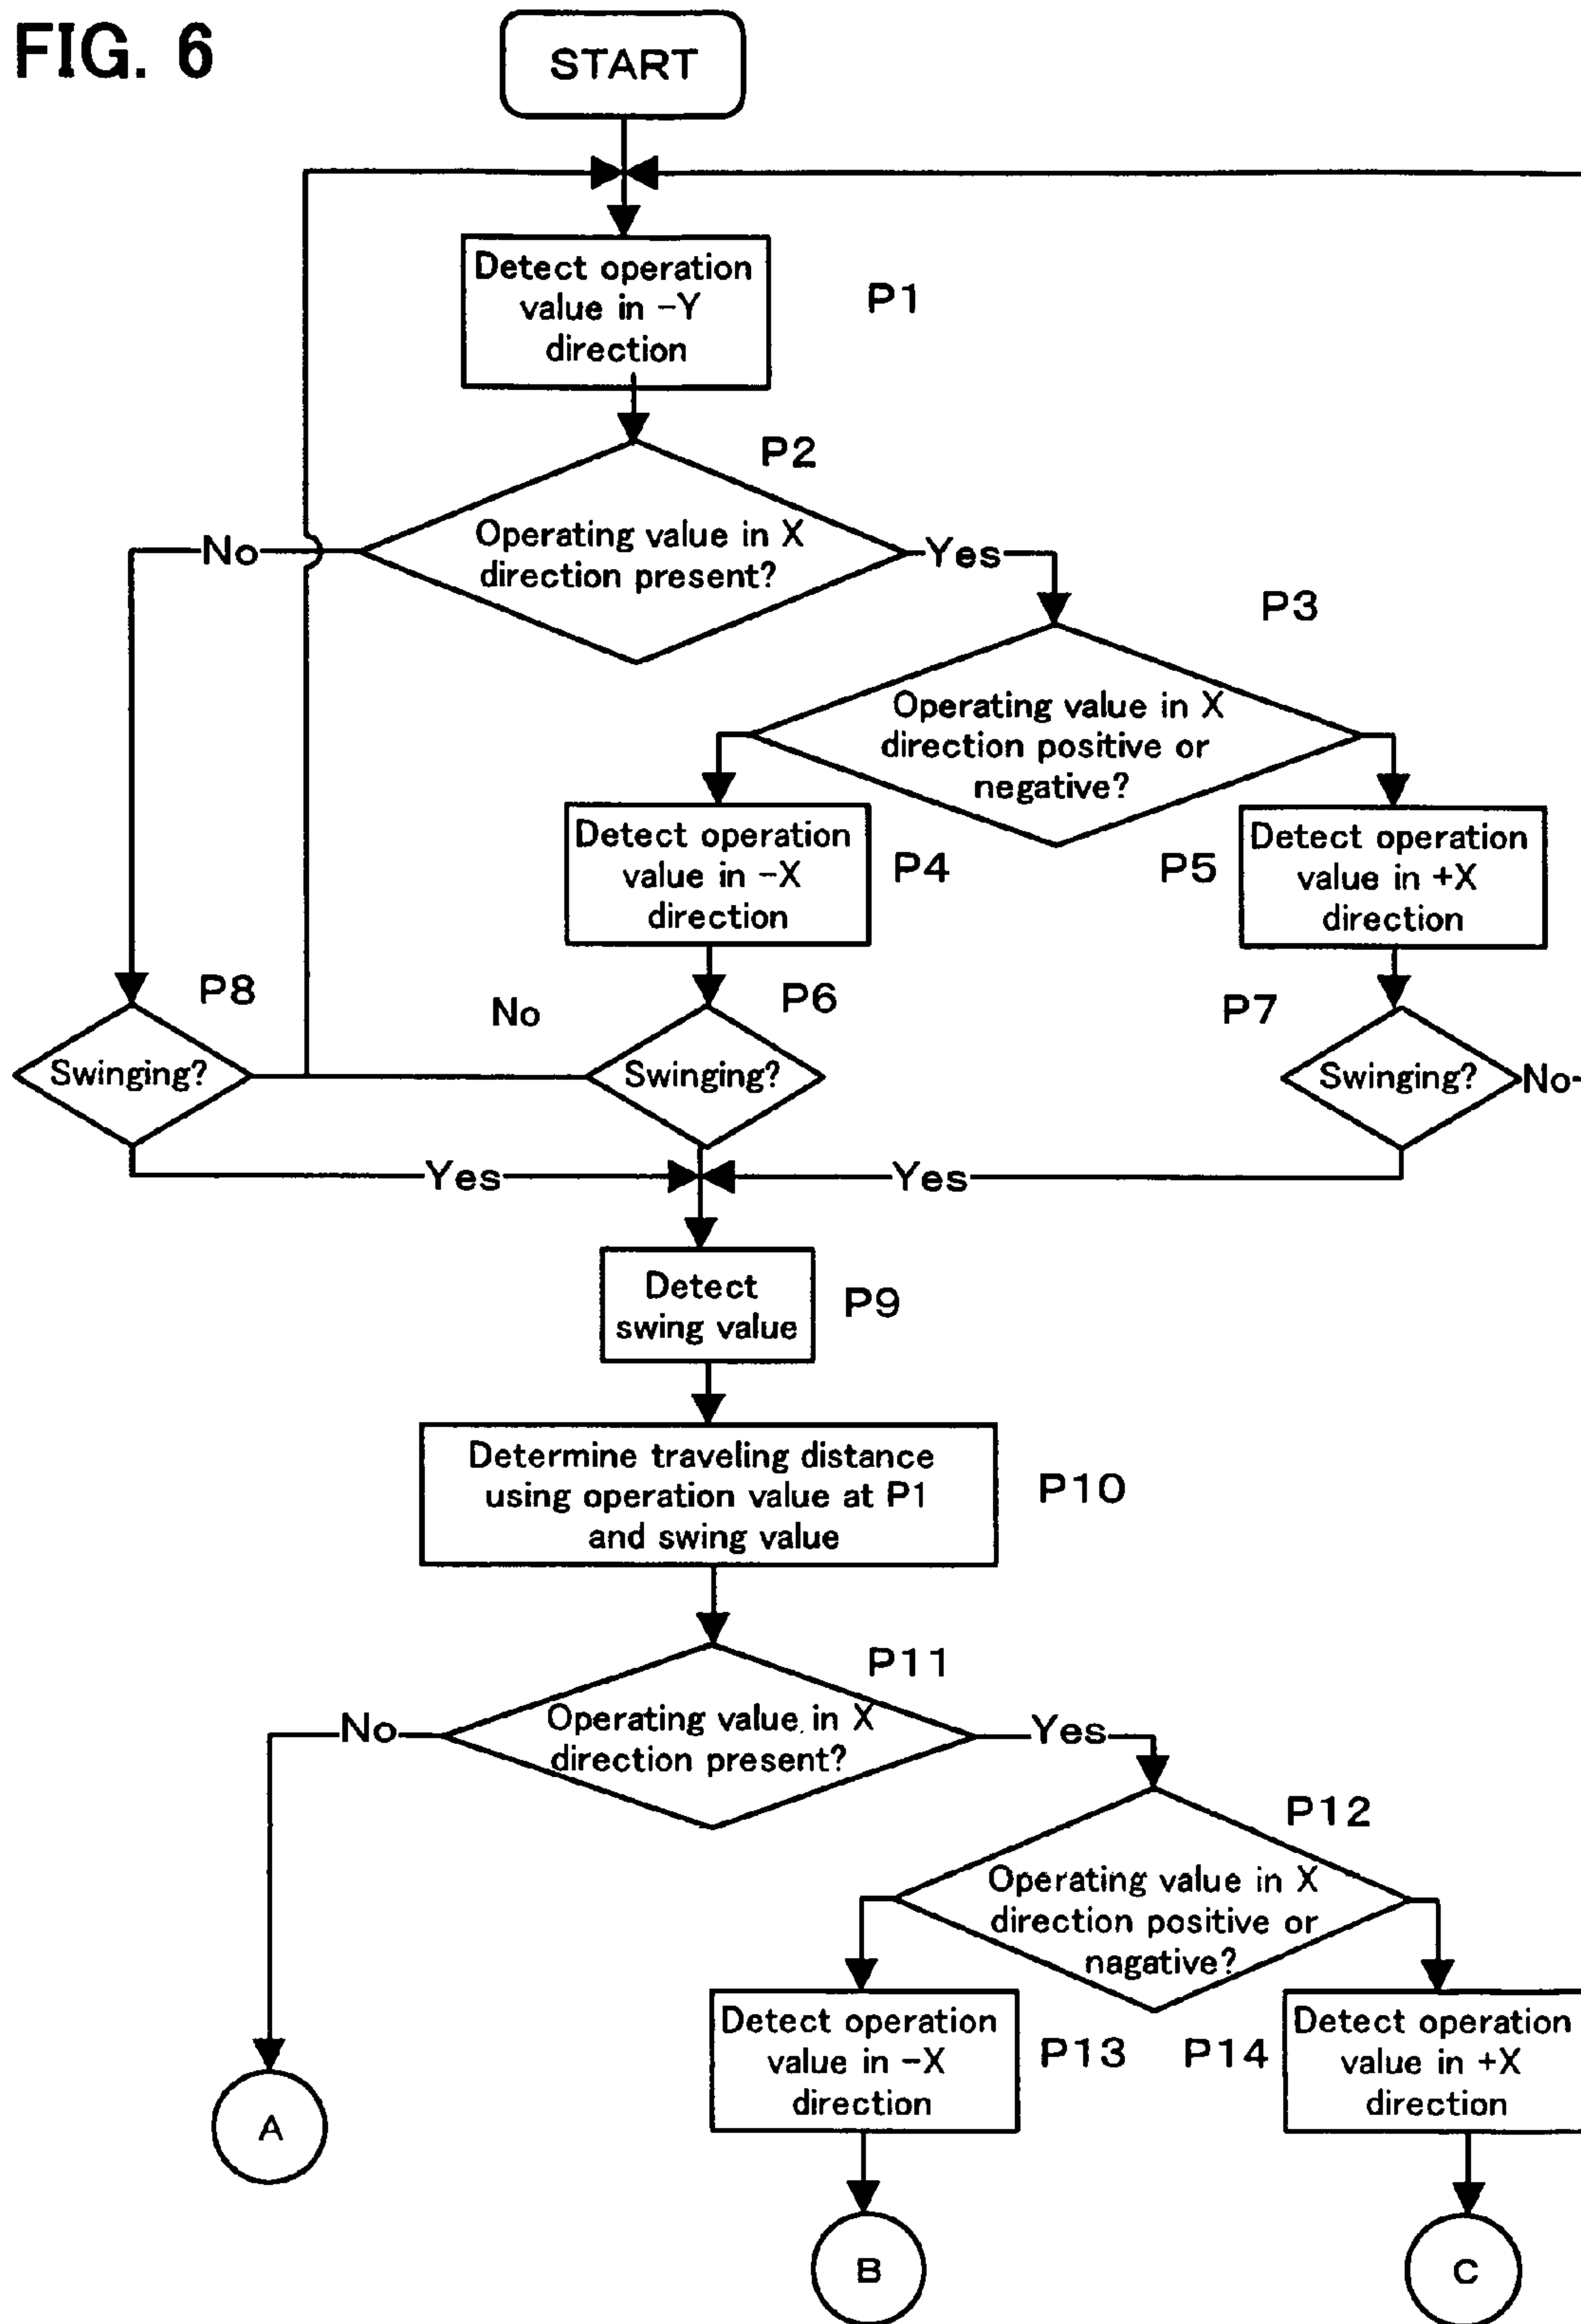 FIG. 6
START
Detect operation
value in -Y
direction
P1
P2
Operating value in X
direction present?
No
Yes
P3
Operating value in X
direction positive or
negative?
Detect operation
value in -X
direction
P4
P5
Detect operation
value in +X
direction
P8
No
P6
P7
Swinging?
Swinging?
Swinging?
No
Yes
Yes
Detect
swing value
P9
Determine traveling distance
using operation value at P1
and swing value
P10
P11
Operating value in X
direction present?
No
Yes
P12
Operating value in X
direction positive or
nagative?
Detect operation
value in -X
direction
P13
P14
Detect operation
value in +X
direction
A
B
C